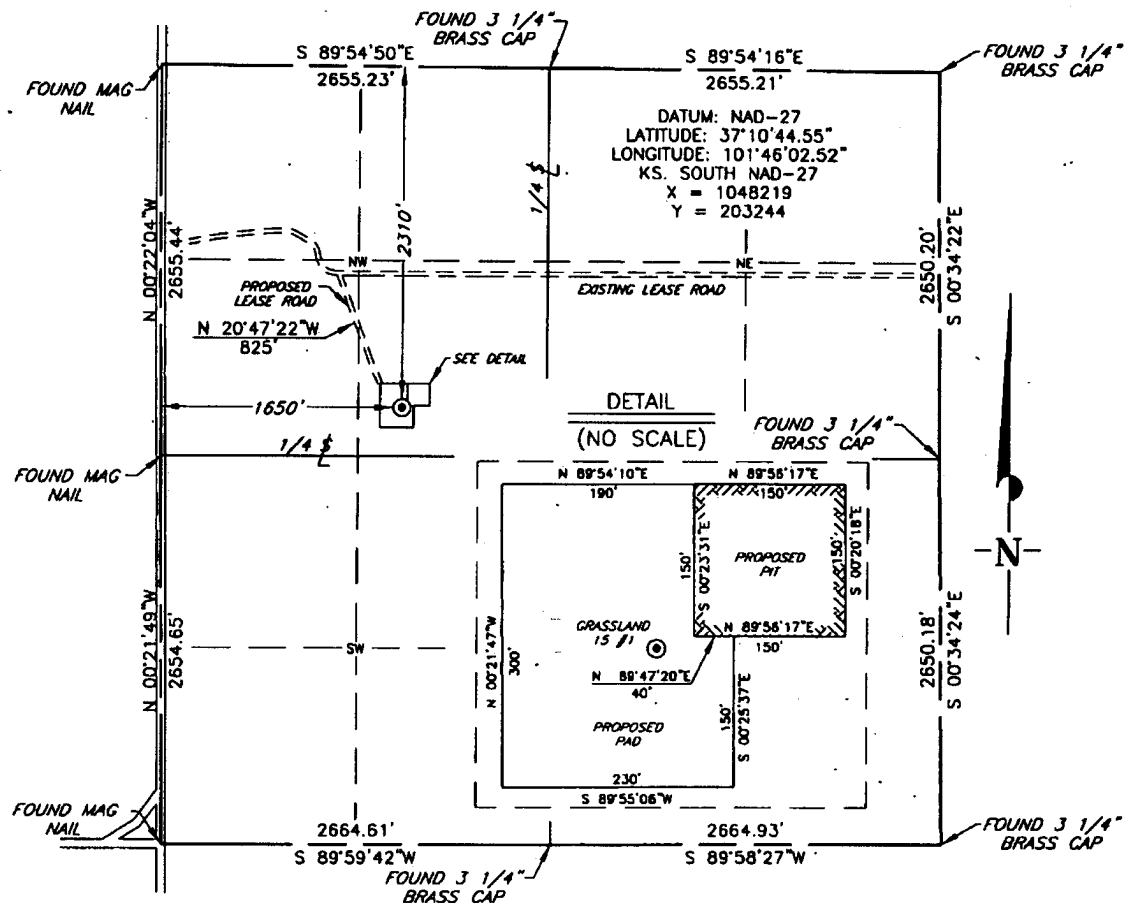 FOUND 3 1/4"
BRASS CAP
S 89°54'50"E
2655.23'
S 89°54'16"E
2655.21'
FOUND 3 1/4"
BRASS CAP
FOUND MAG
NAIL
DATUM: NAD-27
LATITUDE: 37°10'44.55"
LONGITUDE: 101°46'02.52"
KS. SOUTH NAD-27
X = 1048219
Y = 203244
1/4
2310'
N 00°22'04"W
2655.44'
NW
NE
2650.20'
S 00°34'22"E
PROPOSED
LEASE ROAD
EXISTING LEASE ROAD
N 20°47'22"W
825'
SEE DETAIL
1650'
DETAIL
(NO SCALE)
FOUND 3 1/4"
BRASS CAP
1/4
FOUND MAG
NAIL
N 89°54'10"E
190'
N 89°56'17"E
150'
150'
S 00°23'31"E
PROPOSED
PIT
150'
S 00°20'18"E
N
N 89°56'17"E
150'
GRASSLAND
15 #1
N 00°21'49"W
2654.65'
SW
N 00°21'47"W
300'
N 89°47'20"E
40'
150'
S 00°25'37"E
2650.18'
S 00°34'24"E
PROPOSED
PAD
230'
S 89°55'06"W
FOUND MAG
NAIL
2664.61'
S 89°59'42"W
2664.93'
S 89°58'27"W
FOUND 3 1/4"
BRASS CAP
FOUND 3 1/4"
BRASS CAP